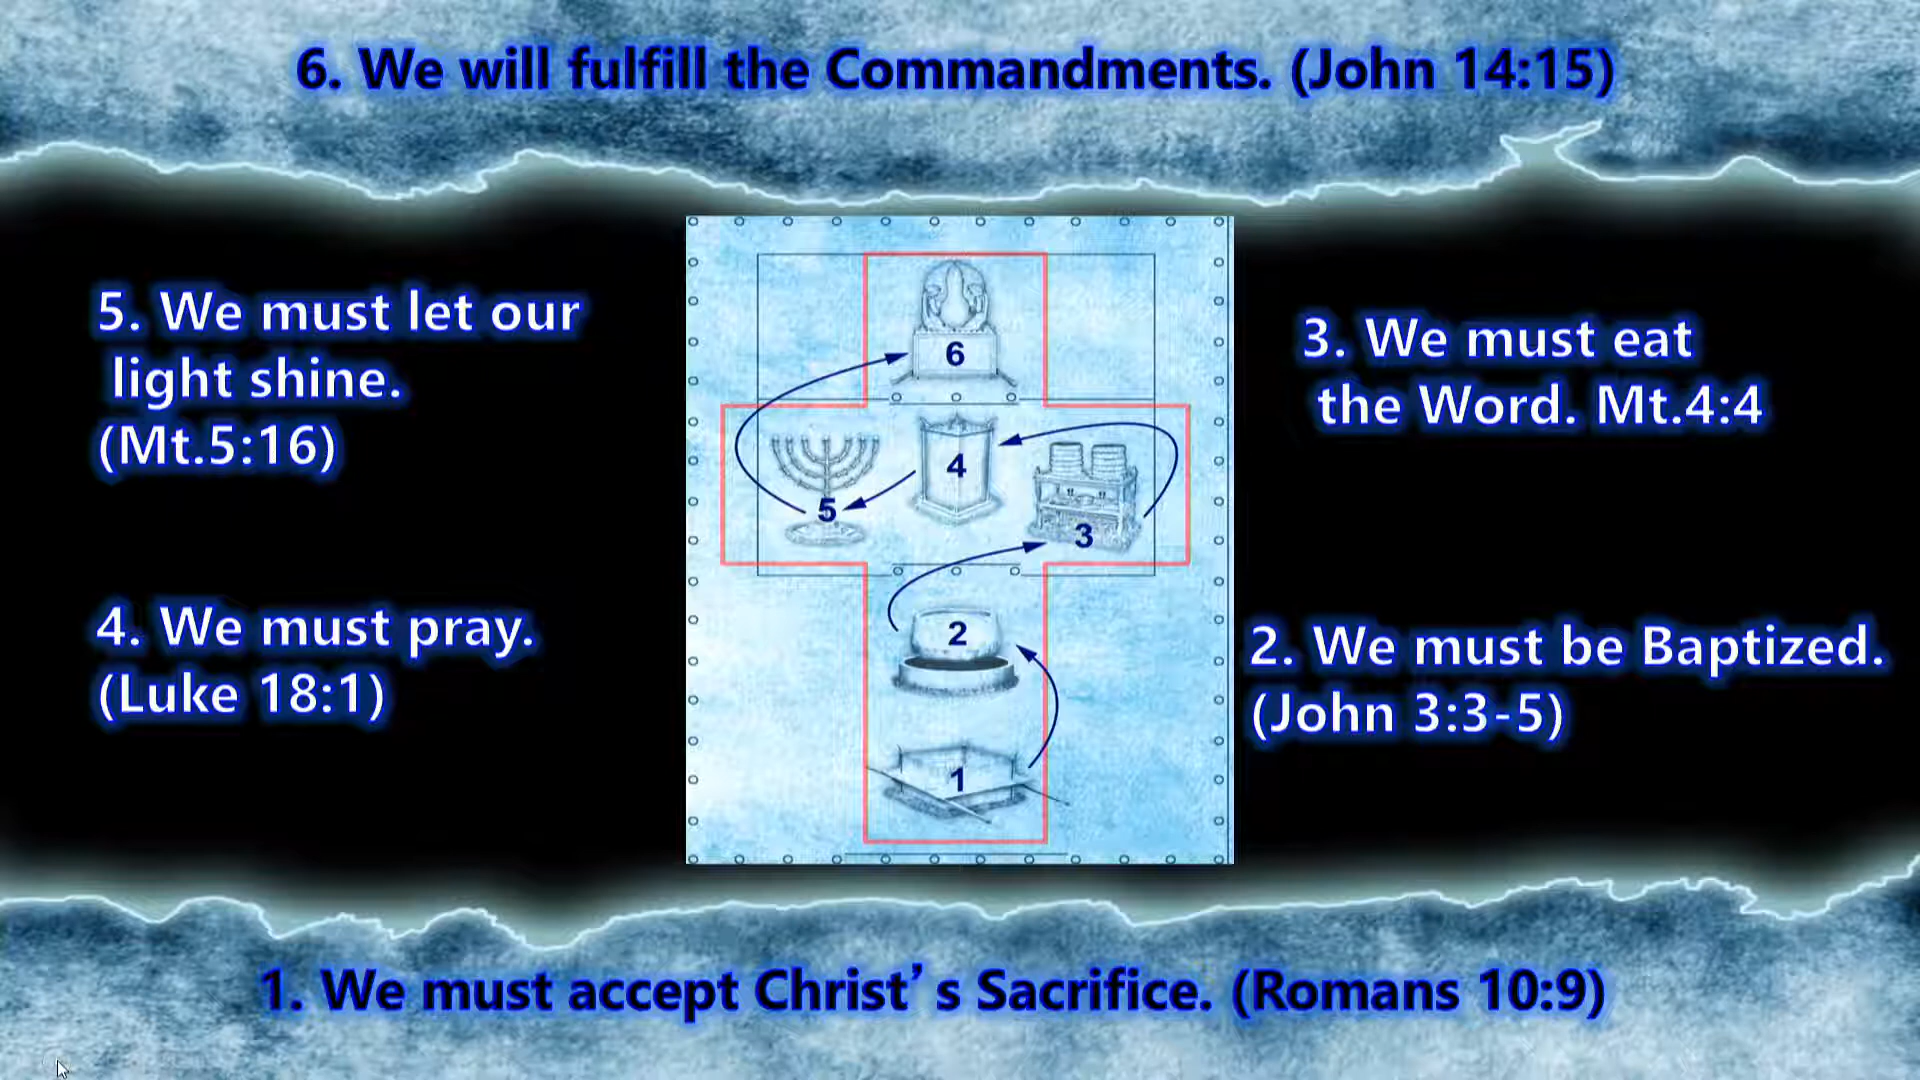 6. We will fulfill the Commandments. (John 14:15)
5. We must let our
light shine.
(Mt.5:16)
4. We must pray.
(Luke 18:1)
6
5
4
3
2
1
3. We must eat
the Word. Mt.4:4
2. We must be Baptized.
(John 3:3-5)
1. We must accept Christ’s Sacrifice. (Romans 10:9)